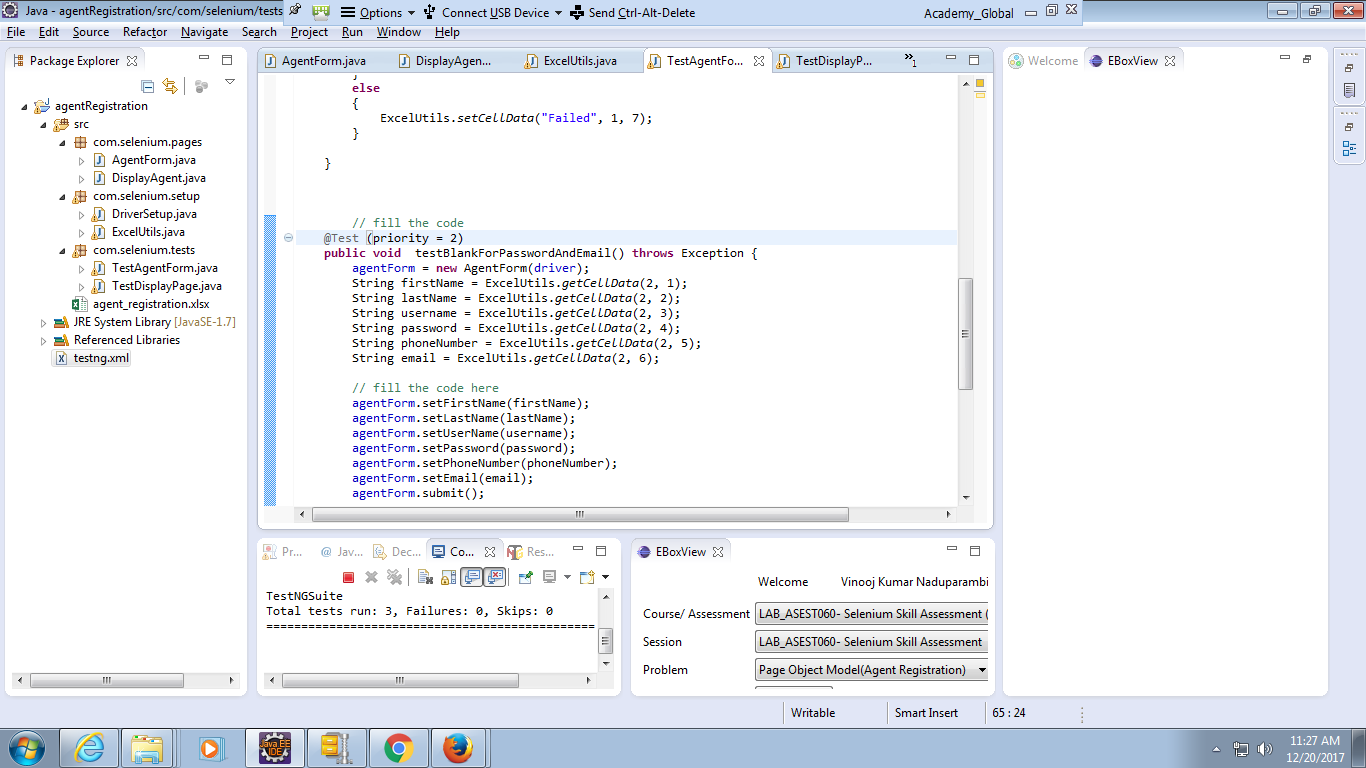 Java - agentRegistration/src/com/selenium/tests
Options
Connect USB Device
Send Ctrl-Alt-Delete
Academy_Global
File Edit Source Refactor Navigate Search Project Run Window Help
Package Explorer
AgentForm.java
DisplayAgen...
ExcelUtils.java
TestAgentFo...
TestDisplayP...
»1
Welcome
EBoxView
agentRegistration
src
com.selenium.pages
AgentForm.java
DisplayAgent.java
com.selenium.setup
DriverSetup.java
ExcelUtils.java
com.selenium.tests
TestAgentForm.java
TestDisplayPage.java
agent_registration.xlsx
JRE System Library [JavaSE-1.7]
Referenced Libraries
testng.xml
}
else
{
ExcelUtils.setCellData("Failed", 1, 7);
}
}
// fill the code
@Test (priority = 2)
public void  testBlankForPasswordAndEmail() throws Exception {
agentForm = new AgentForm(driver);
String firstName = ExcelUtils.getCellData(2, 1);
String lastName = ExcelUtils.getCellData(2, 2);
String username = ExcelUtils.getCellData(2, 3);
String password = ExcelUtils.getCellData(2, 4);
String phoneNumber = ExcelUtils.getCellData(2, 5);
String email = ExcelUtils.getCellData(2, 6);
// fill the code here
agentForm.setFirstName(firstName);
agentForm.setLastName(lastName);
agentForm.setUserName(username);
agentForm.setPassword(password);
agentForm.setPhoneNumber(phoneNumber);
agentForm.setEmail(email);
agentForm.submit();
Pr...
Jav...
Dec...
Co...
Res...
TestNGSuite
Total tests run: 3, Failures: 0, Skips: 0
===============================================
EBoxView
Welcome Vinooj Kumar Naduparambi
Course/ Assessment LAB_ASEST060- Selenium Skill Assessment (
Session LAB_ASEST060- Selenium Skill Assessment
Problem Page Object Model(Agent Registration)
Writable
Smart Insert
65 : 24
Java EE
IDE
11:27 AM
12/20/2017